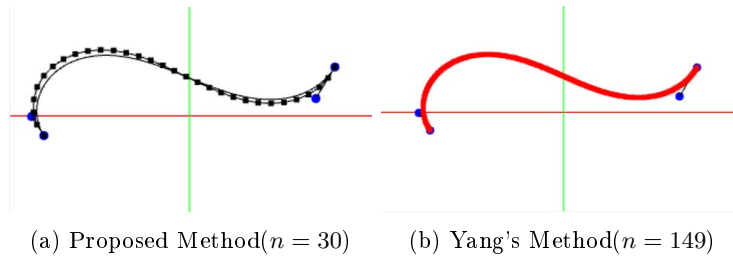 (a) Proposed Method(n = 30)
(b) Yang's Method(n = 149)